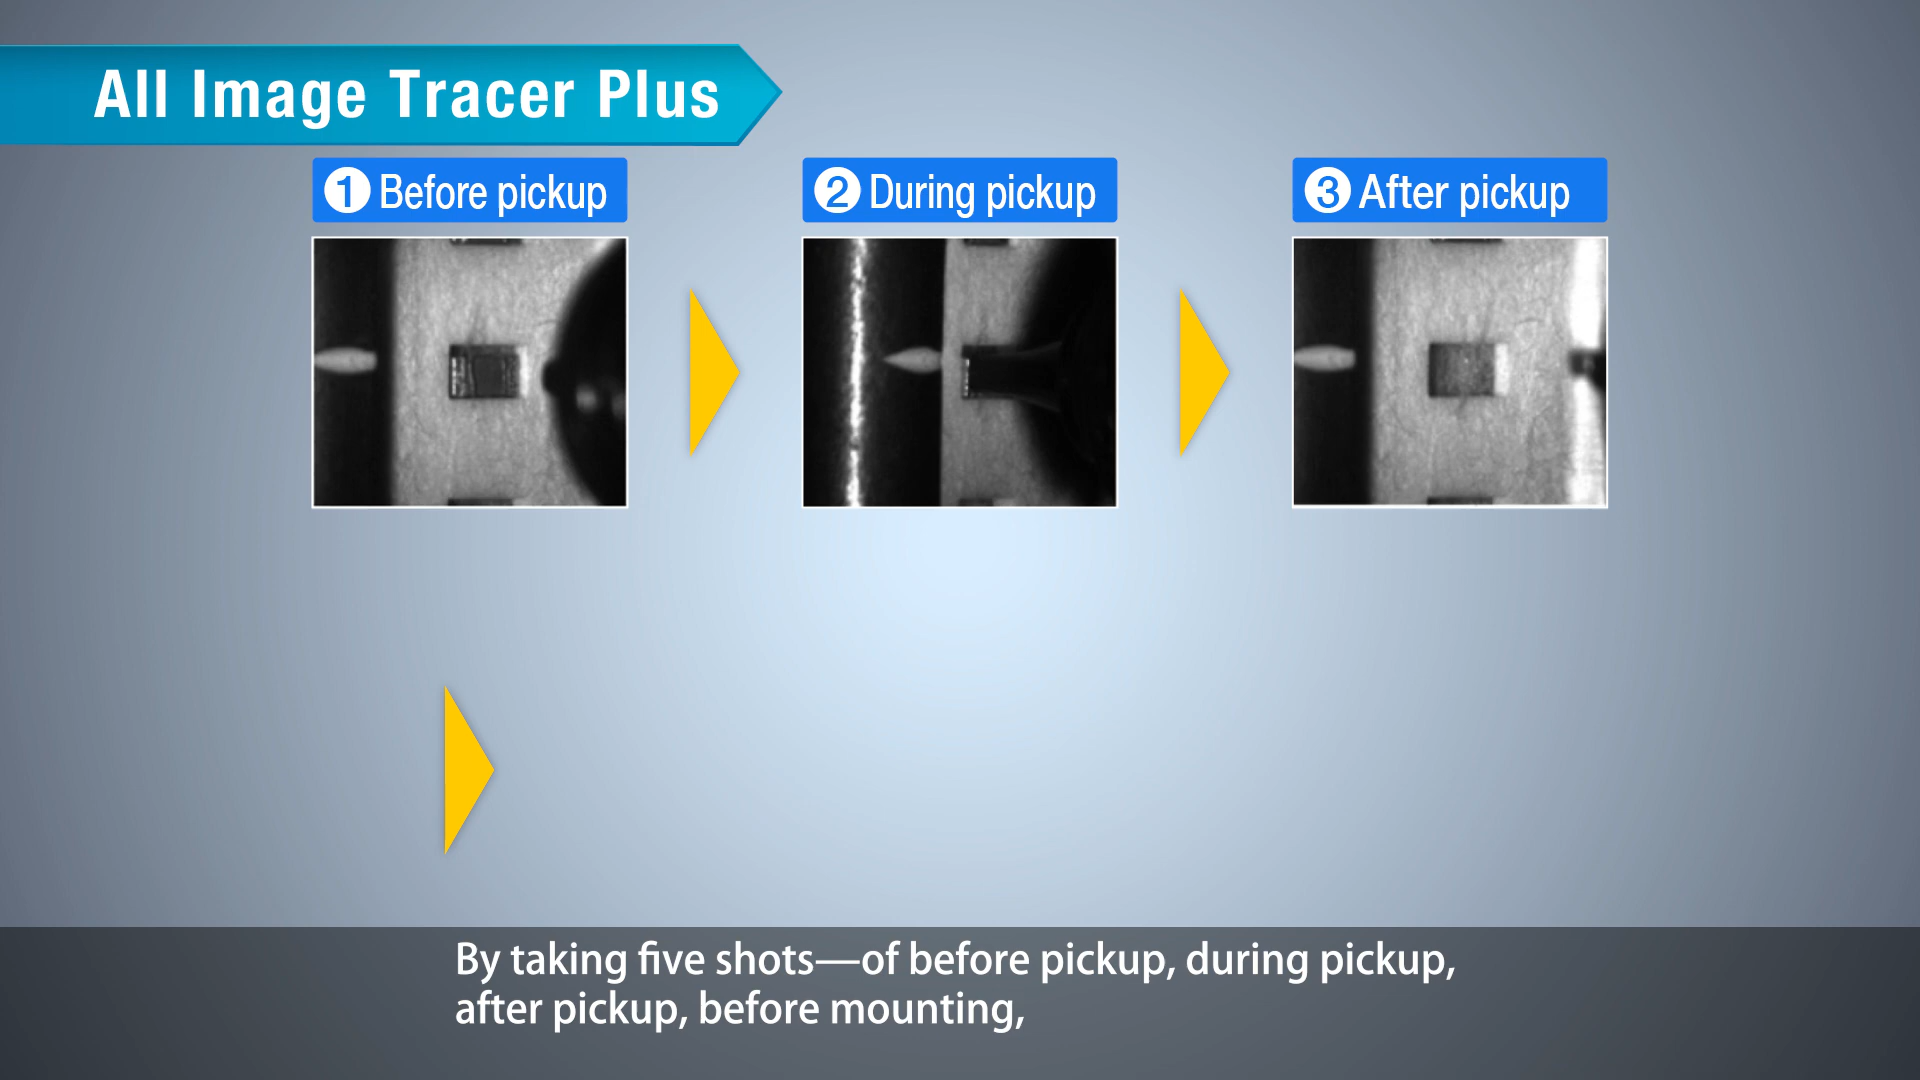 All Image Tracer Plus
1 Before pickup
2 During pickup
3 After pickup
By taking five shots—of before pickup, during pickup,
after pickup, before mounting,